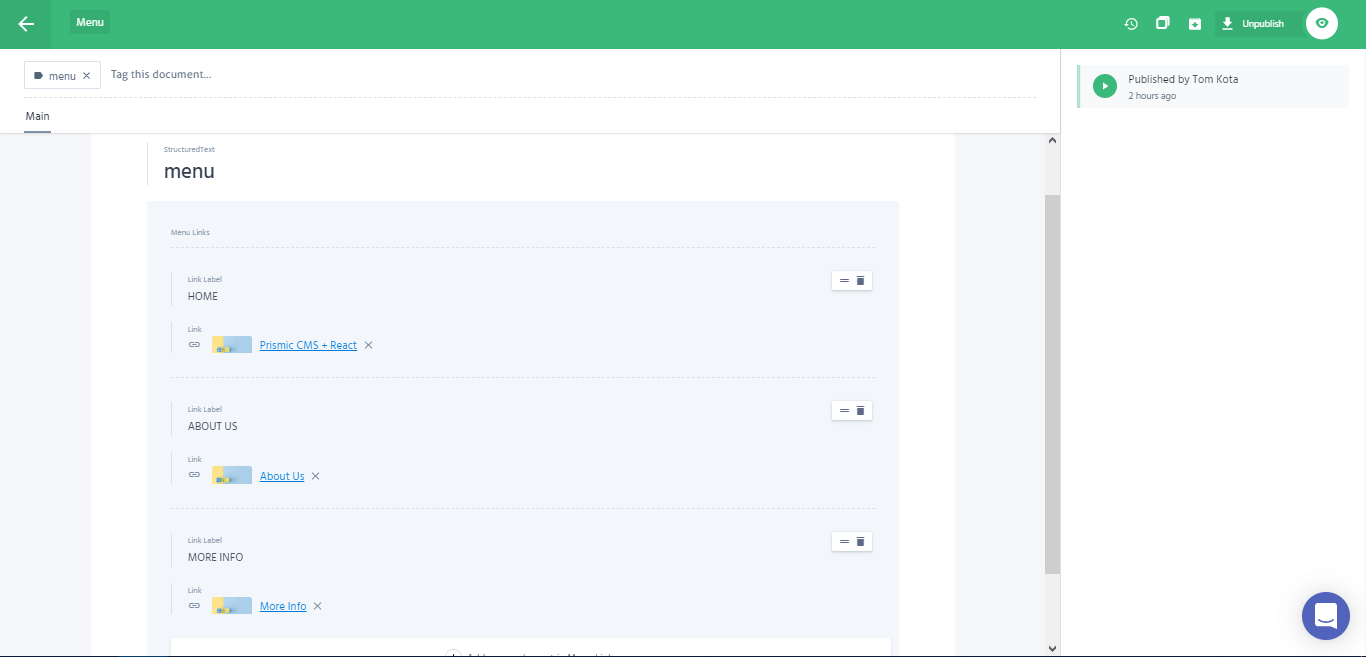 Menu
Unpublish
menu
Tag this document...
Published by Tom Kota
2 hours ago
Main
StructuredText
menu
Menu Links
Link Label
HOME
Link
Prismic CMS + React
Link Label
ABOUT US
Link
About Us
Link Label
MORE INFO
Link
More Info